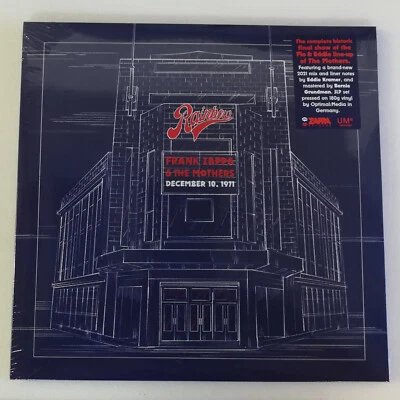 The complete historic
final show of the
Flo & Eddie line-up
of The Mothers.
Featuring a brand-new
2021 mix and liner notes
by Eddie Kramer, and
mastered by Bernie
Grundman. 3LP set
pressed on 180g vinyl
by Optimal:Media in
Germany.
ZAPPA
UMe
Rainbow
FRANK ZAPPA
& THE MOTHERS
DECEMBER 10, 1971